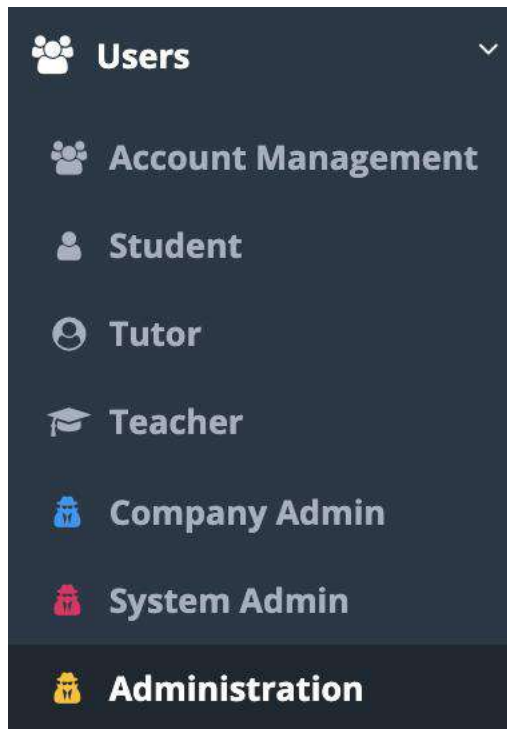 Users
Account Management
Student
Tutor
Teacher
Company Admin
System Admin
Administration